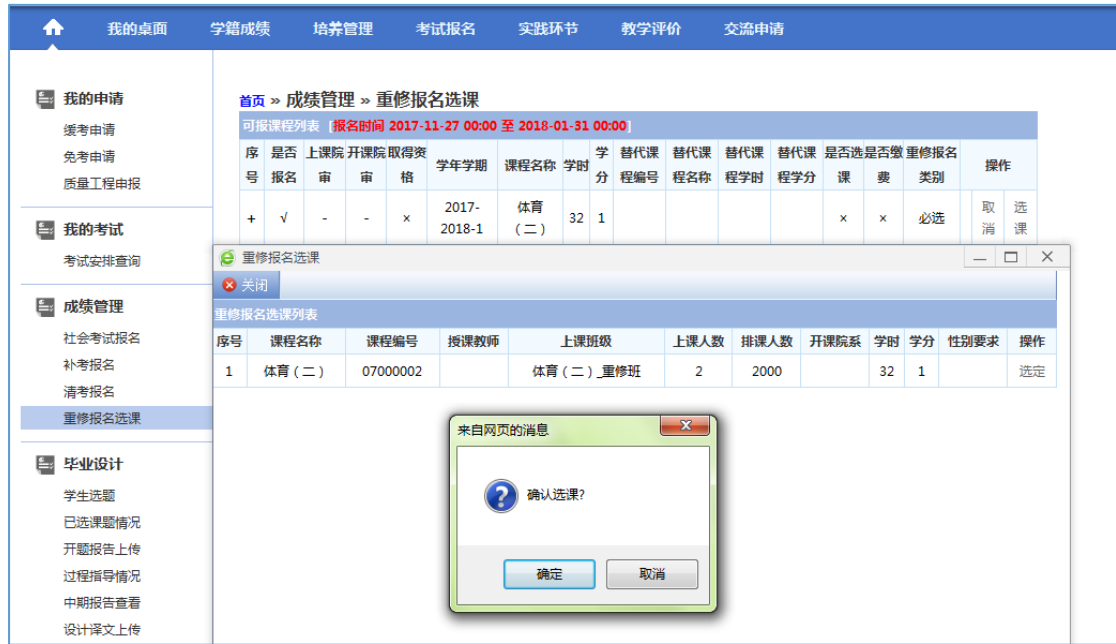 我的桌面 学籍成绩 培养管理 考试报名 实践环节 教学评价 交流申请
我的申请
缓考申请
免考申请
质量工程申报
我的考试
考试安排查询
成绩管理
社会考试报名
补考报名
清考报名
重修报名选课
毕业设计
学生选题
已选课题情况
开题报告上传
过程指导情况
中期报告查看
设计译文上传
首页 » 成绩管理 » 重修报名选课
可报课程列表 [报名时间 2017-11-27 00:00 至 2018-01-31 00:00]
序 是否 上课院 开课院 取得资 学年学期 课程名称 学时 学 替代课 替代课 替代课 替代课 是否选 是否缴 重修报名 操作
号 报名 审 审 格 分 程编号 程名称 程学时 程学分 课 费 类别
+ √ - - × 2017- 体育 32 1 × × 必选 取 选
2018-1 （二） 消 课
重修报名选课
关闭
重修报名选课列表
序号 课程名称 课程编号 授课教师 上课班级 上课人数 排课人数 开课院系 学时 学分 性别要求 操作
1 体育（二） 07000002 体育（二）_重修班 2 2000 32 1 选定
来自网页的消息
确认选课?
确定 取消